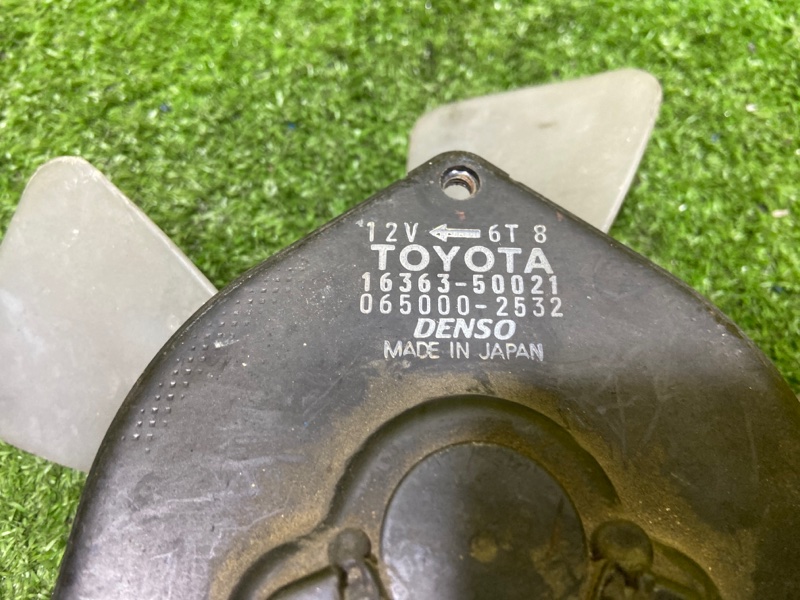 12V ← 6T 8
TOYOTA
16363-50021
065000-2532
DENSO
MADE IN JAPAN